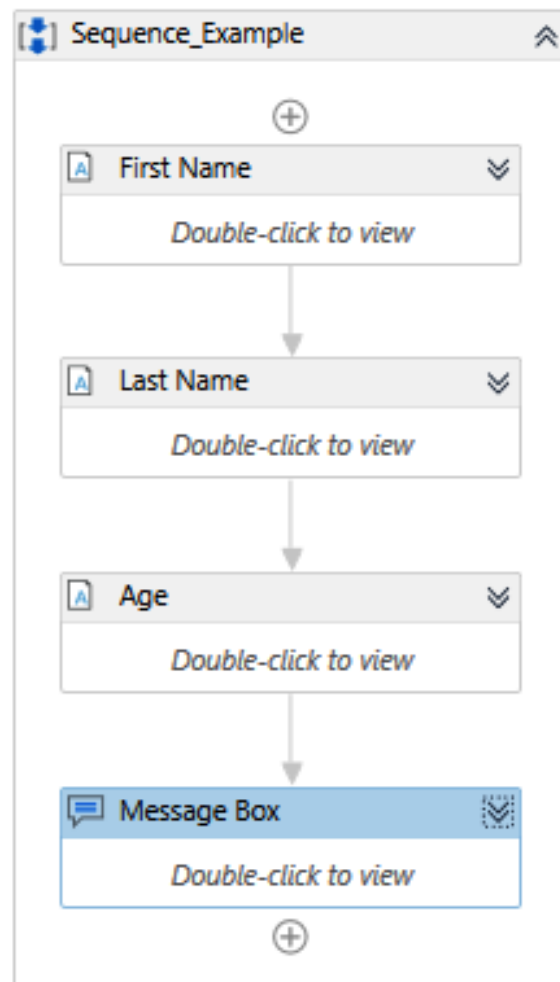 Sequence_Example
First Name
Double-click to view
Last Name
Double-click to view
Age
Double-click to view
Message Box
Double-click to view